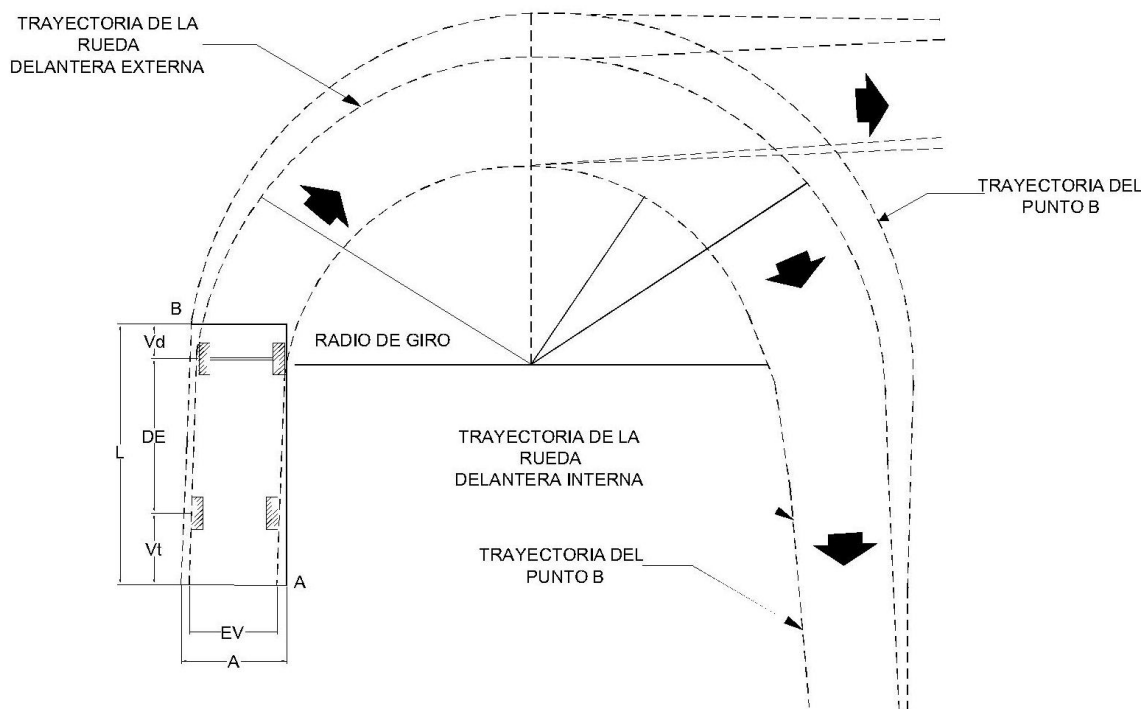 TRAYECTORIA DE LA
RUEDA
DELANTERA EXTERNA
TRAYECTORIA DEL
PUNTO B
B
Vd
RADIO DE GIRO
DE
L
TRAYECTORIA DE LA
RUEDA
DELANTERA INTERNA
Vt
TRAYECTORIA DEL
PUNTO B
A
EV
A